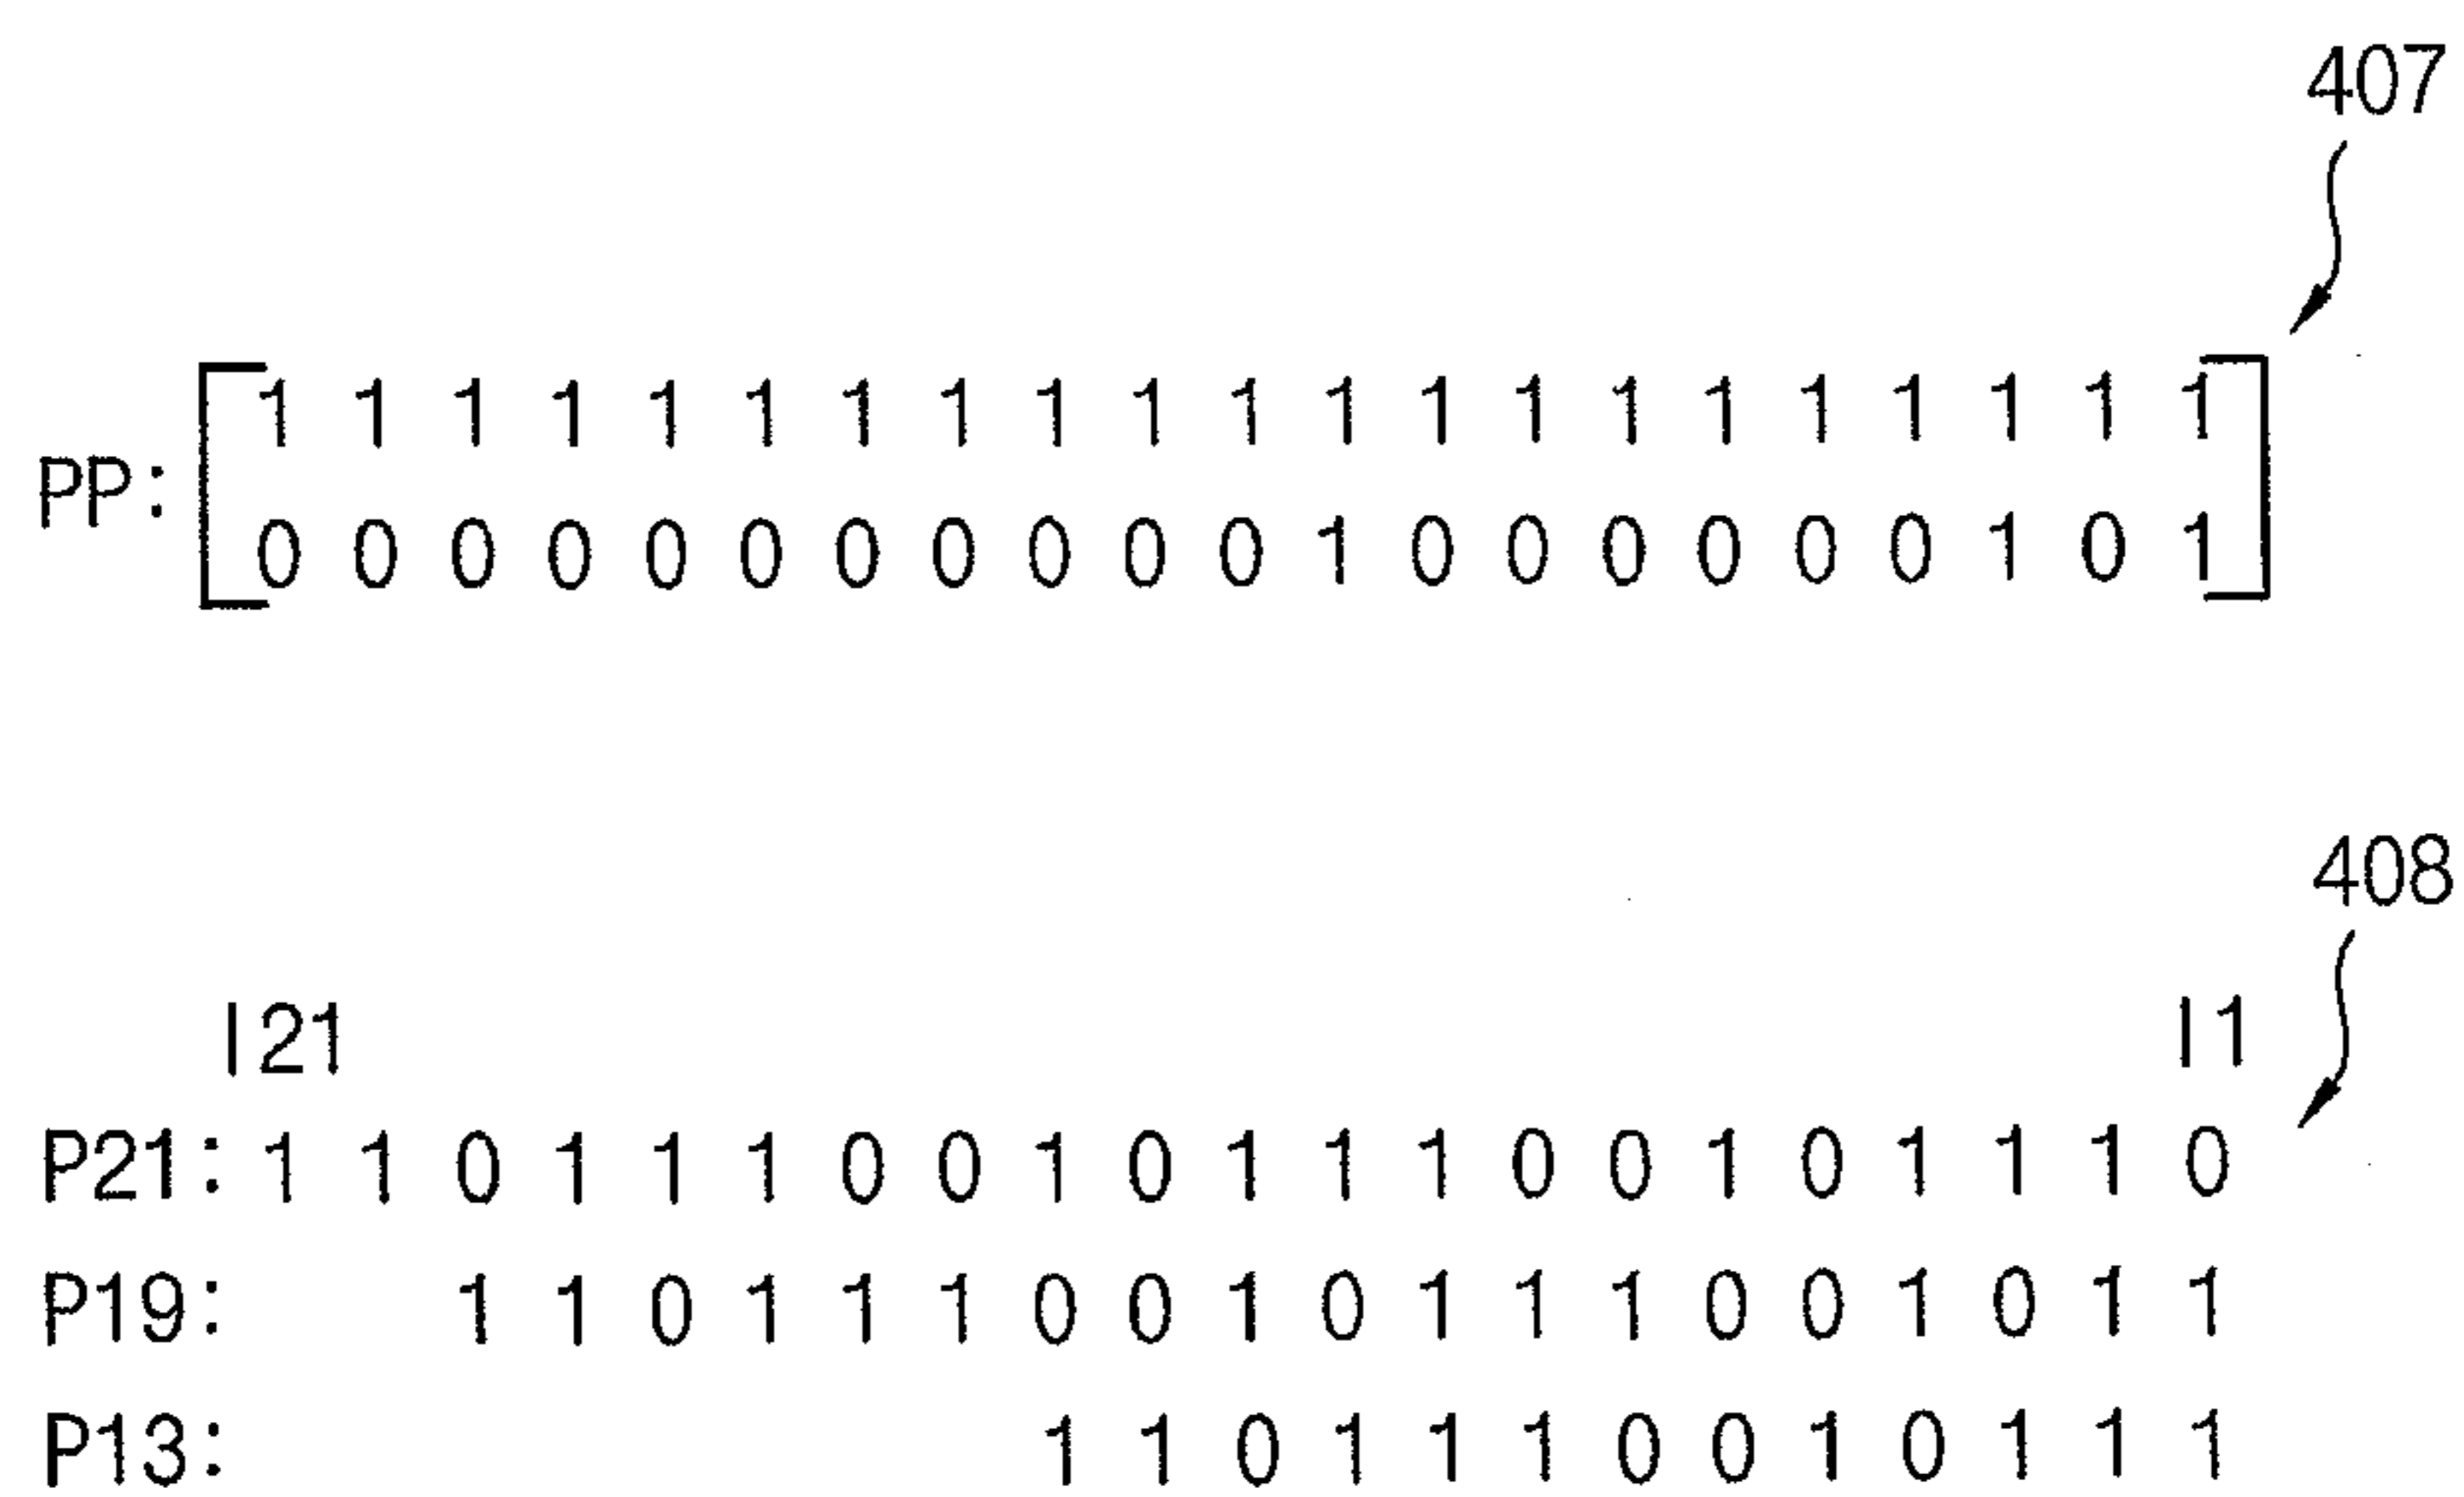 407
1 1 1 1 1 1 1 1 1 1 1 1 1 1 1 1 1 1 1 1 1
PP:
0 0 0 0 0 0 0 0 0 0 0 1 0 0 0 0 0 0 1 0 1
408
I21 I1
P21: 1 1 0 1 1 1 0 0 1 0 1 1 1 0 0 1 0 1 1 1 0
P19: 1 1 0 1 1 1 0 0 1 0 1 1 1 0 0 1 0 1 1
P13: 1 1 0 1 1 1 0 0 1 0 1 1 1